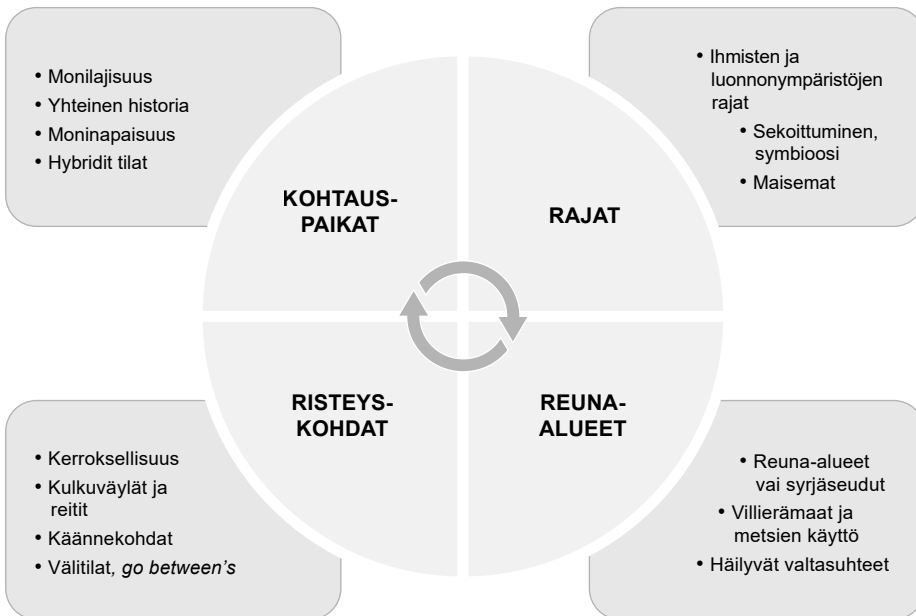 • Monilajisuus
• Yhteinen historia
• Moninapaisuus
• Hybridit tilat
• Ihmisten ja
luonnonympäristöjen
rajat
• Sekoittuminen,
symbioosi
• Maisemat
KOHTAUS-
PAIKAT
RAJAT
RISTEYS-
KOHDAT
REUNA-
ALUEET
• Kerroksellisuus
• Kulkuväylät ja
reitit
• Käännekohdat
• Välitilat, go between’s
• Reuna-alueet
vai syrjäseudut
• Villierämaat ja
metsien käyttö
• Häilyvät valtasuhteet